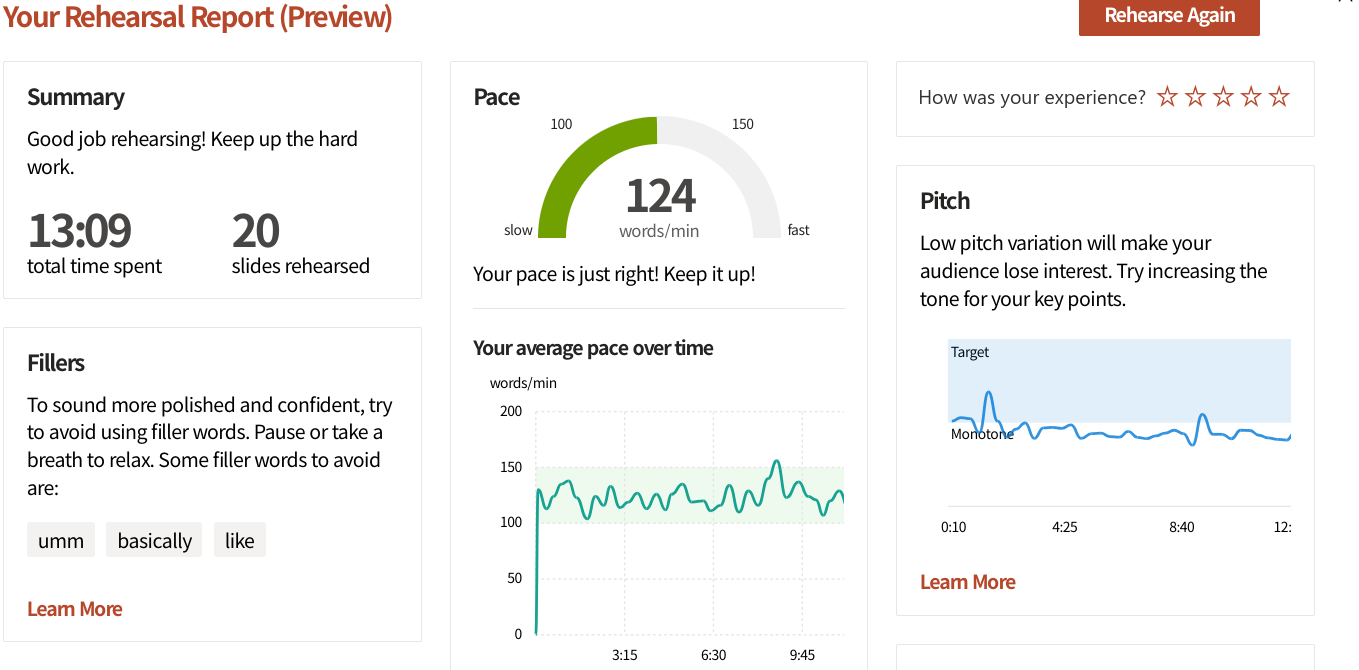 Your Rehearsal Report (Preview)
Rehearse Again
Summary
Good job rehearsing! Keep up the hard
work.
13:09
total time spent
20
slides rehearsed
Fillers
To sound more polished and confident, try
to avoid using filler words. Pause or take a
breath to relax. Some filler words to avoid
are:
umm
basically
like
Learn More
Pace
100
150
slow
124
words/min
fast
Your pace is just right! Keep it up!
Your average pace over time
words/min
200
150
100
50
0
3:15
6:30
9:45
How was your experience?
Pitch
Low pitch variation will make your
audience lose interest. Try increasing the
tone for your key points.
Target
Monotone
0:10
4:25
8:40
12:
Learn More